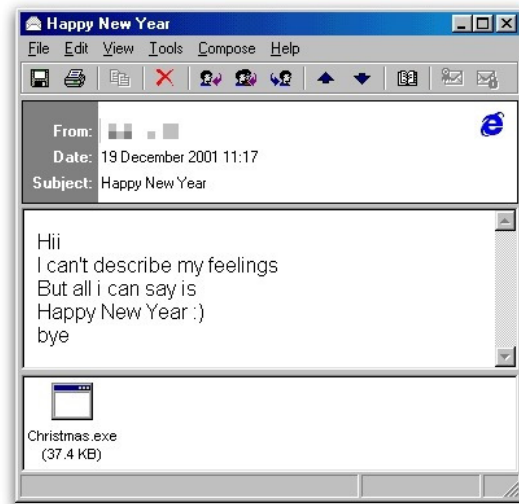 Happy New Year
File Edit View Tools Compose Help
From:
Date: 19 December 2001 11:17
Subject: Happy New Year
Hii
I can't describe my feelings
But all i can say is
Happy New Year :)
bye
Christmas.exe
(37.4 KB)